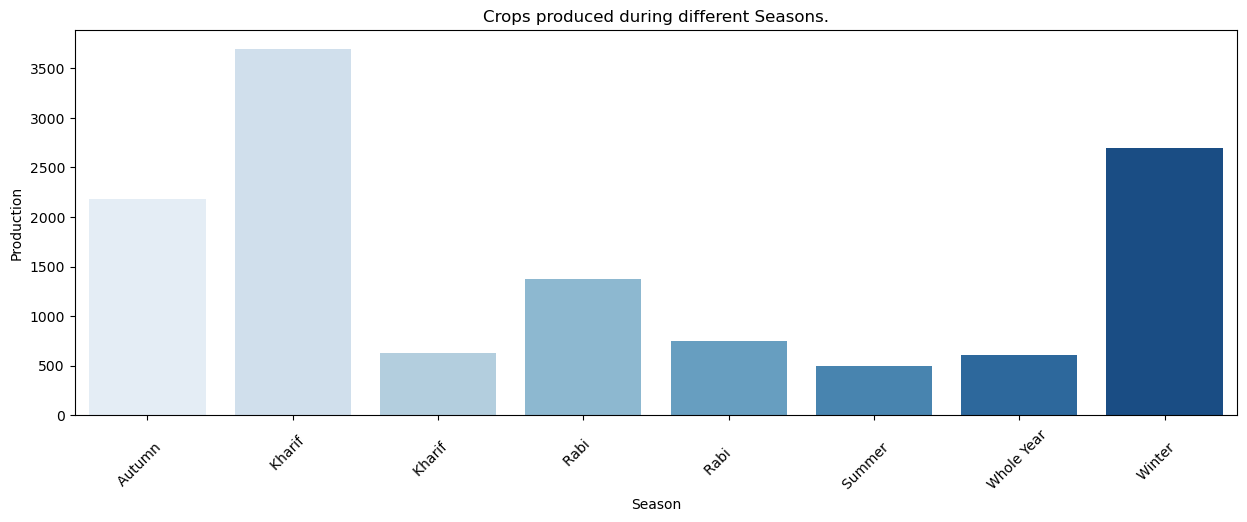 Crops produced during different Seasons.
Production
3500
3000
2500
2000
1500
1000
500
0
Autumn
Kharif
Kharif
Rabi
Rabi
Summer
Whole Year
Winter
Season